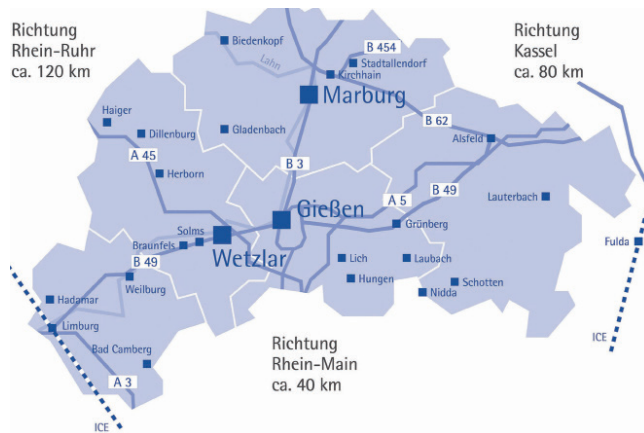 Richtung
Rhein-Ruhr
ca. 120 km
Richtung
Kassel
ca. 80 km
Biedenkopf
B 454
Lahn
Stadtallendorf
Kirchhain
Marburg
Haiger
B 62
Dillenburg
Gladenbach
Alsfeld
A 45
B 3
Herborn
A 5
B 49
Lauterbach
Gießen
Grünberg
Solms
Braunfels
Wetzlar
Fulda
B 49
Lich
Laubach
Weilburg
Hungen
Schotten
Hadamar
Nidda
Limburg
ICE
Richtung
Rhein-Main
ca. 40 km
Bad Camberg
A 3
ICE